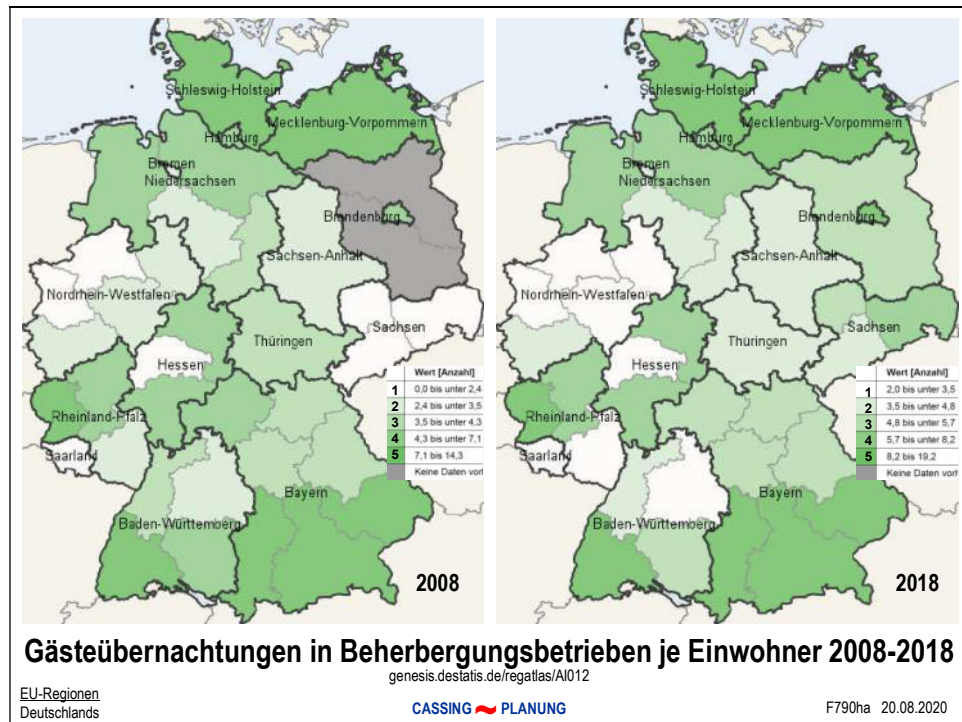 Schleswig-Holstein
Mecklenburg-Vorpommern
Hamburg
Bremen
Niedersachsen
Brandenburg
Sachsen-Anhalt
Nordrhein-Westfalen
Sachsen
Hessen
Thüringen
Rheinland-Pfalz
Saarland
Bayern
Baden-Württemberg
Wert [Anzahl]
1 0,0 bis unter 2,4
2 2,4 bis unter 3,5
3 3,5 bis unter 4,3
4 4,3 bis unter 7,1
5 7,1 bis 14,3
Keine Daten vorh
2008
Schleswig-Holstein
Mecklenburg-Vorpommern
Hamburg
Bremen
Niedersachsen
Brandenburg
Sachsen-Anhalt
Nordrhein-Westfalen
Sachsen
Hessen
Thüringen
Rheinland-Pfalz
Saarland
Bayern
Baden-Württemberg
Wert [Anzahl]
1 2,0 bis unter 3,5
2 3,5 bis unter 4,8
3 4,8 bis unter 5,7
4 5,7 bis unter 8,2
5 8,2 bis 19,2
Keine Daten vorh
2018
Gästeübernachtungen in Beherbergungsbetrieben je Einwohner 2008-2018
genesis.destatis.de/regatlas/AI012
EU-Regionen
Deutschlands
CASSING PLANUNG
F790ha 20.08.2020